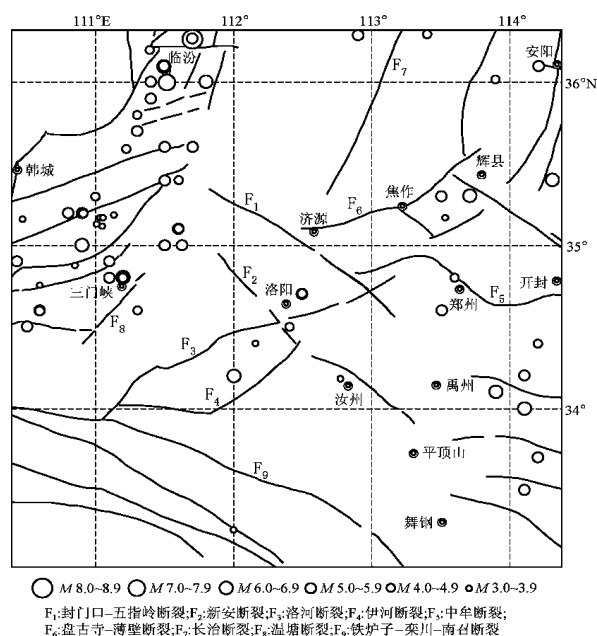 111°E 112° 113° 114°
临汾
安阳
36°N
F₇
韩城
辉县
焦作
F₁
F₆
济源
35°
F₂
三门峡
洛阳
开封
郑州
F₅
F₈
F₃
F₄
汝州
禹州
34°
平顶山
F₉
舞钢
M 8.0~8.9 M 7.0~7.9 M 6.0~6.9 M 5.0~5.9 M 4.0~4.9 M 3.0~3.9
F₁:封门口–五指岭断裂;F₂:新安断裂;F₃:洛河断裂;F₄:伊河断裂;F₅:中牟断裂;
F₆:盘古寺–薄壁断裂;F₇:长治断裂;F₈:温塘断裂;F₉:铁炉子–栾川–南召断裂